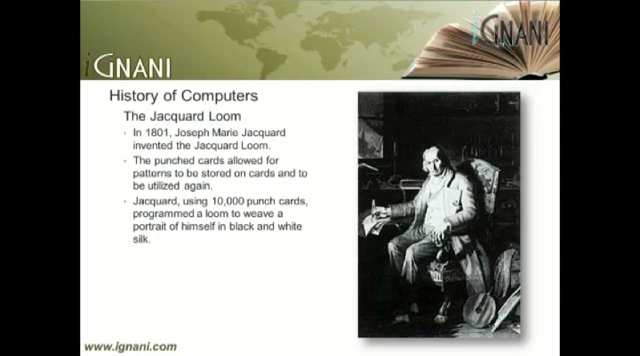 iGNANI
iGNANI
History of Computers
The Jacquard Loom
• In 1801, Joseph Marie Jacquard
invented the Jacquard Loom.
• The punched cards allowed for
patterns to be stored on cards and to
be utilized again.
• Jacquard, using 10,000 punch cards,
programmed a loom to weave a
portrait of himself in black and white
silk.
www.ignani.com